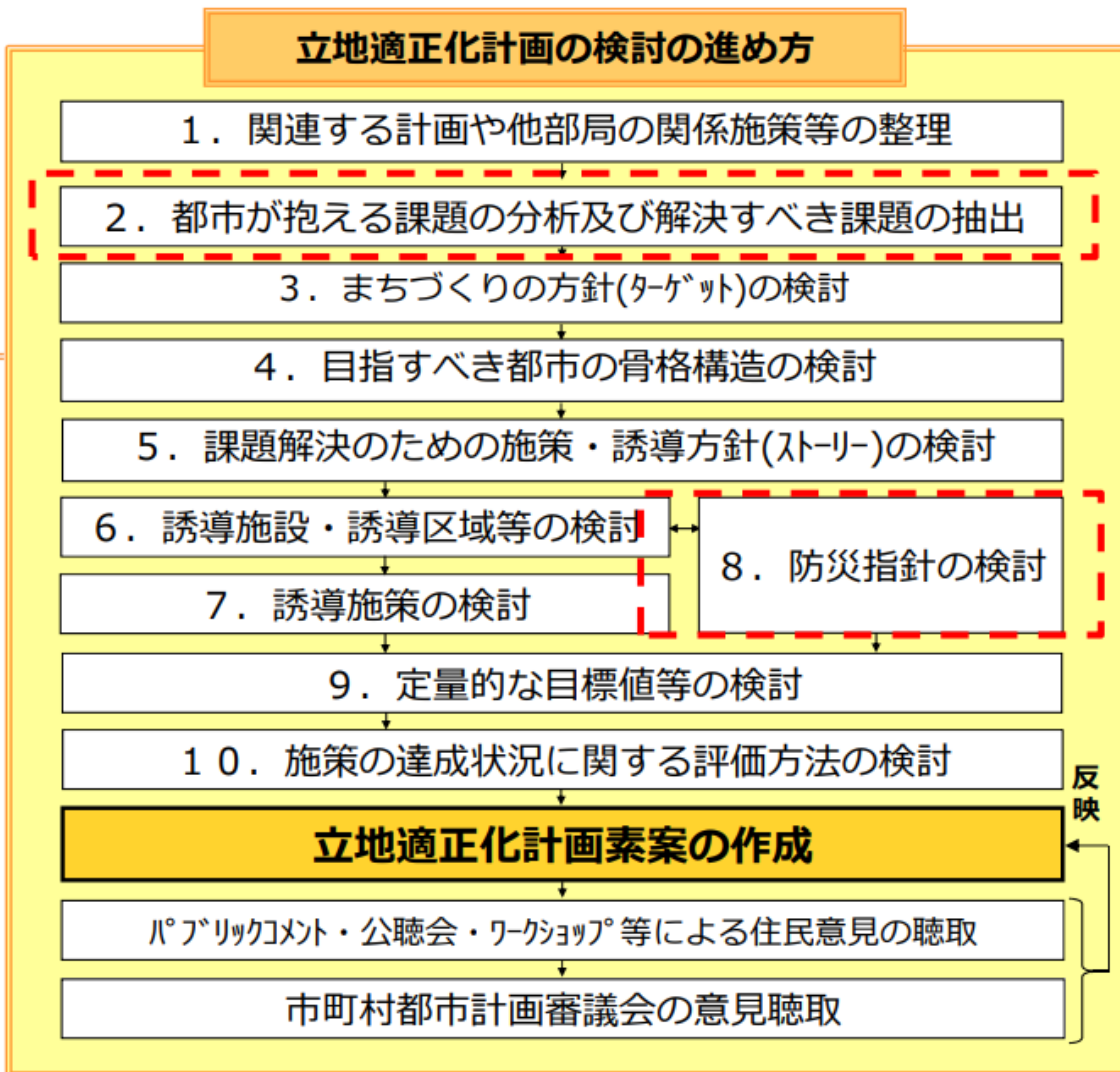 立地適正化計画の検討の進め方
1．関連する計画や他部局の関係施策等の整理
2．都市が抱える課題の分析及び解決すべき課題の抽出
3．まちづくりの方針(ﾀｰｹﾞｯﾄ)の検討
4．目指すべき都市の骨格構造の検討
5．課題解決のための施策・誘導方針(ｽﾄｰﾘｰ)の検討
6．誘導施設・誘導区域等の検討
7．誘導施策の検討
8．防災指針の検討
9．定量的な目標値等の検討
10．施策の達成状況に関する評価方法の検討
立地適正化計画素案の作成
反映
ﾊﾟﾌﾞﾘｯｸｺﾒﾝﾄ・公聴会・ﾜｰｸｼｮｯﾌﾟ等による住民意見の聴取
市町村都市計画審議会の意見聴取